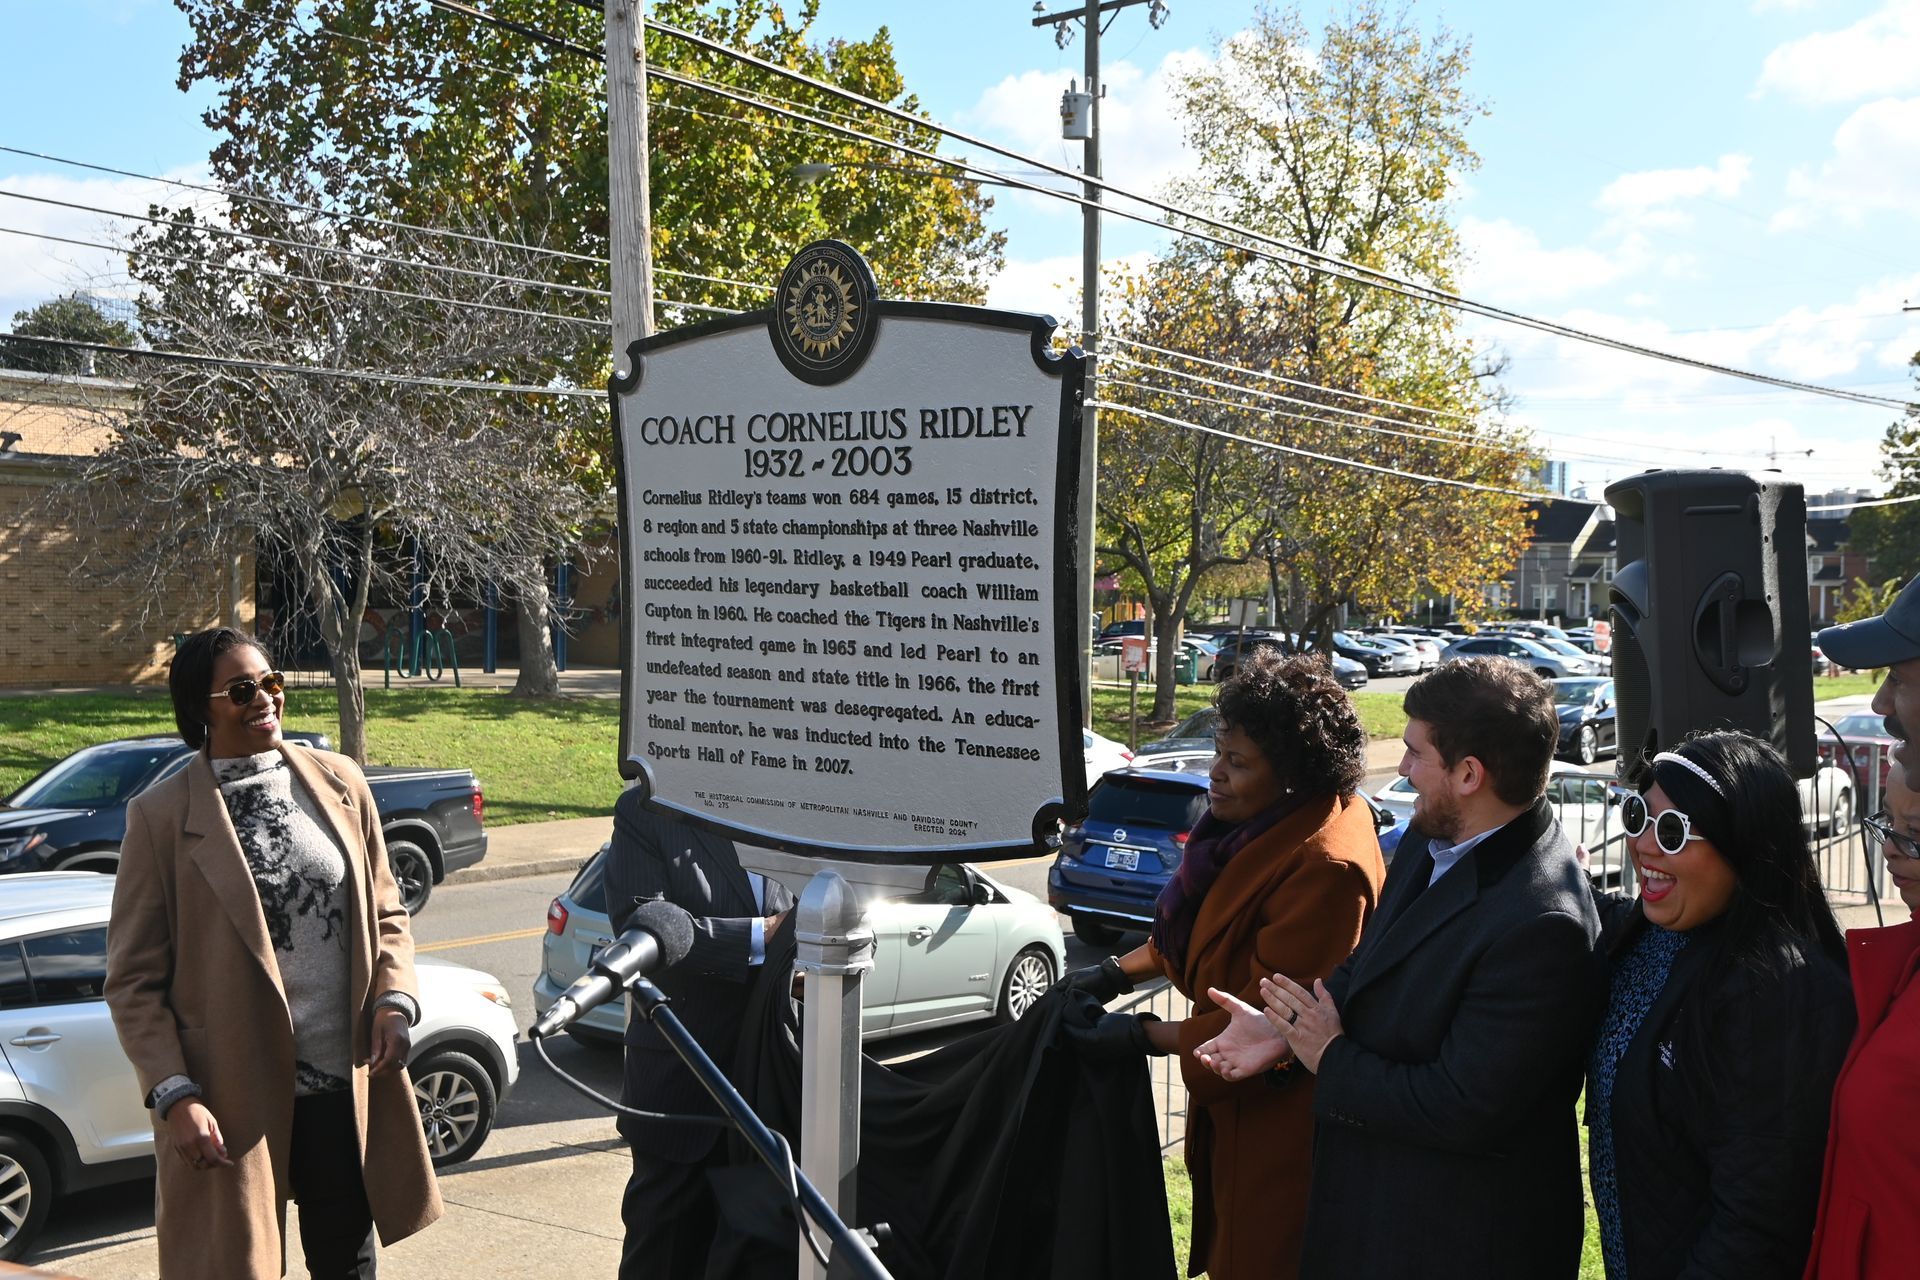 COACH CORNELIUS RIDLEY
1932 ~ 2003
Cornelius Ridley's teams won 684 games, 15 district,
8 region and 5 state championships at three Nashville
schools from 1960-91. Ridley, a 1949 Pearl graduate,
succeeded his legendary basketball coach William
Gupton in 1960. He coached the Tigers in Nashville's
first integrated game in 1965 and led Pearl to an
undefeated season and state title in 1966, the first
year the tournament was desegregated. An educa-
tional mentor, he was inducted into the Tennessee
Sports Hall of Fame in 2007.
THE HISTORICAL COMMISSION OF METROPOLITAN NASHVILLE AND DAVIDSON COUNTY
NO. 275
ERECTED 2024